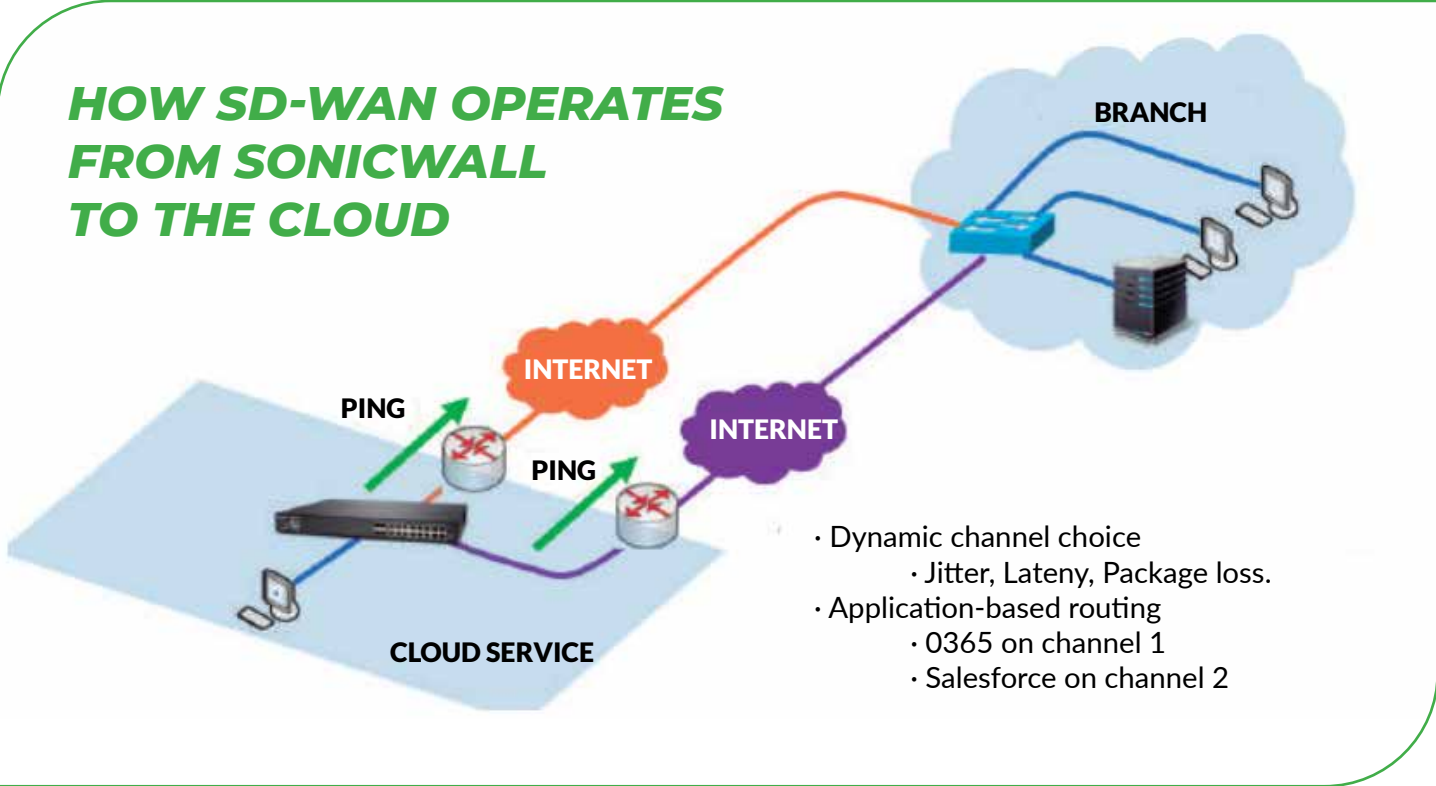 HOW SD-WAN OPERATES
FROM SONICWALL
TO THE CLOUD
BRANCH
INTERNET
PING
INTERNET
PING
· Dynamic channel choice
· Jitter, Lateny, Package loss.
· Application-based routing
· 0365 on channel 1
· Salesforce on channel 2
CLOUD SERVICE